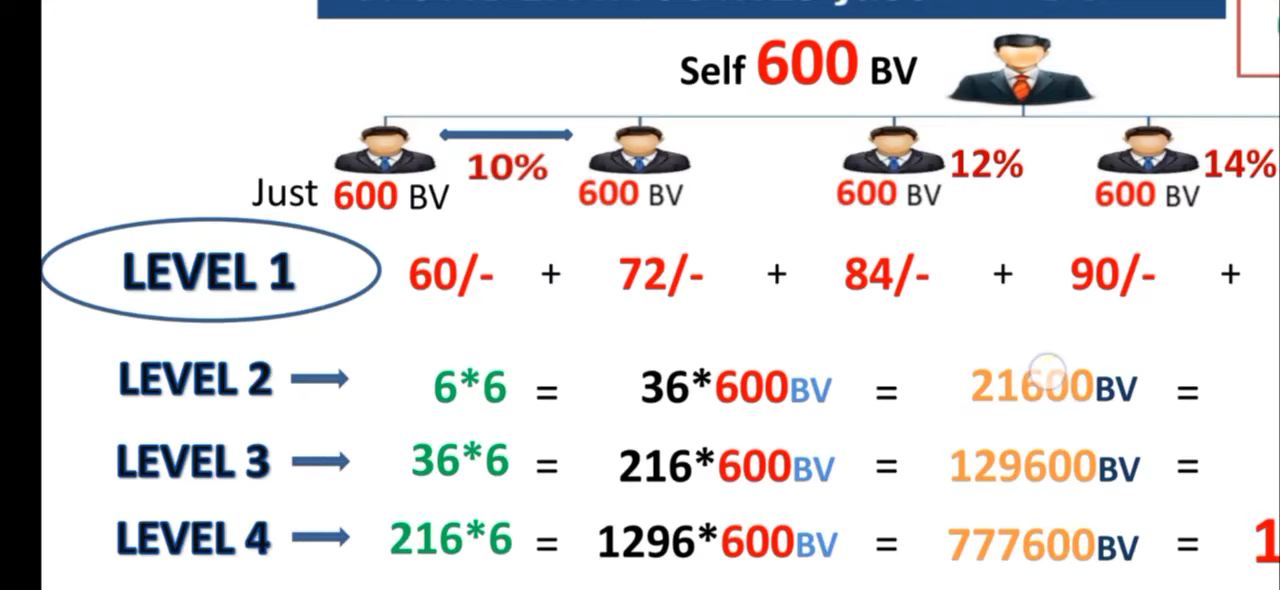 Self 600 BV
10% 12% 14%
Just 600 BV 600 BV 600 BV 600 BV
LEVEL 1 60/- + 72/- + 84/- + 90/- +
LEVEL 2 6*6 = 36*600BV = 21600BV =
LEVEL 3 36*6 = 216*600BV = 129600BV =
LEVEL 4 216*6 = 1296*600BV = 777600BV = 1